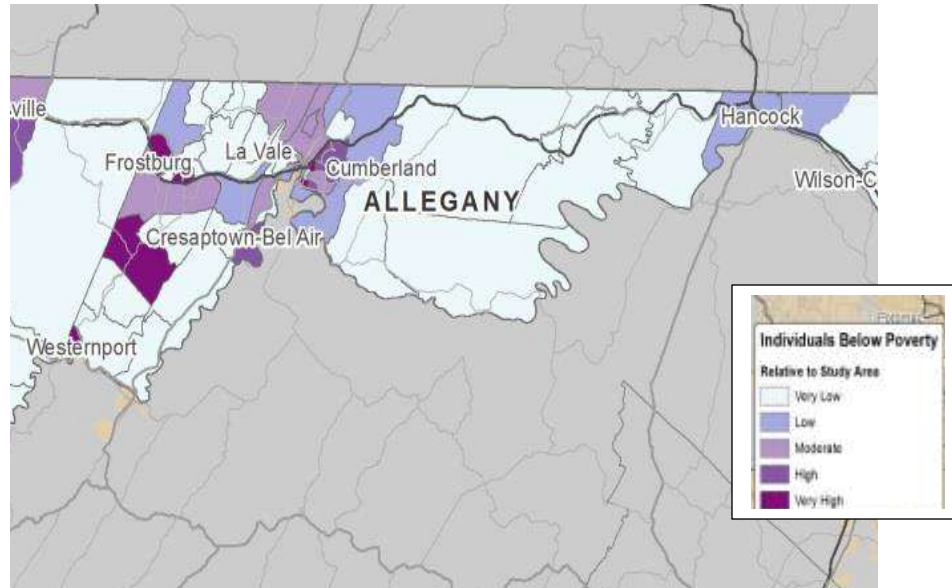 ville
Hancock
Frostburg
La Vale
Cumberland
Wilson-C
ALLEGANY
Cresaptown-Bel Air
Westernport
Potomac
Individuals Below Poverty
Relative to Study Area
Very Low
Low
Moderate
High
Very High